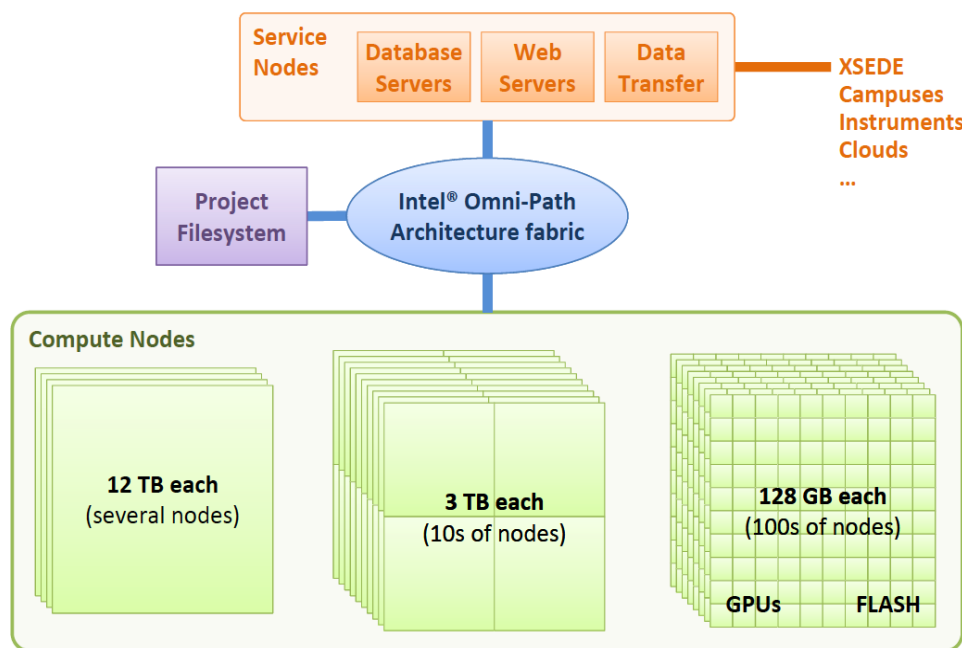 Service
Nodes
Database
Servers
Web
Servers
Data
Transfer
XSEDE
Campuses
Instruments
Clouds
...
Project
Filesystem
Intel® Omni-Path
Architecture fabric
Compute Nodes
12 TB each
(several nodes)
3 TB each
(10s of nodes)
128 GB each
(100s of nodes)
GPUs
FLASH